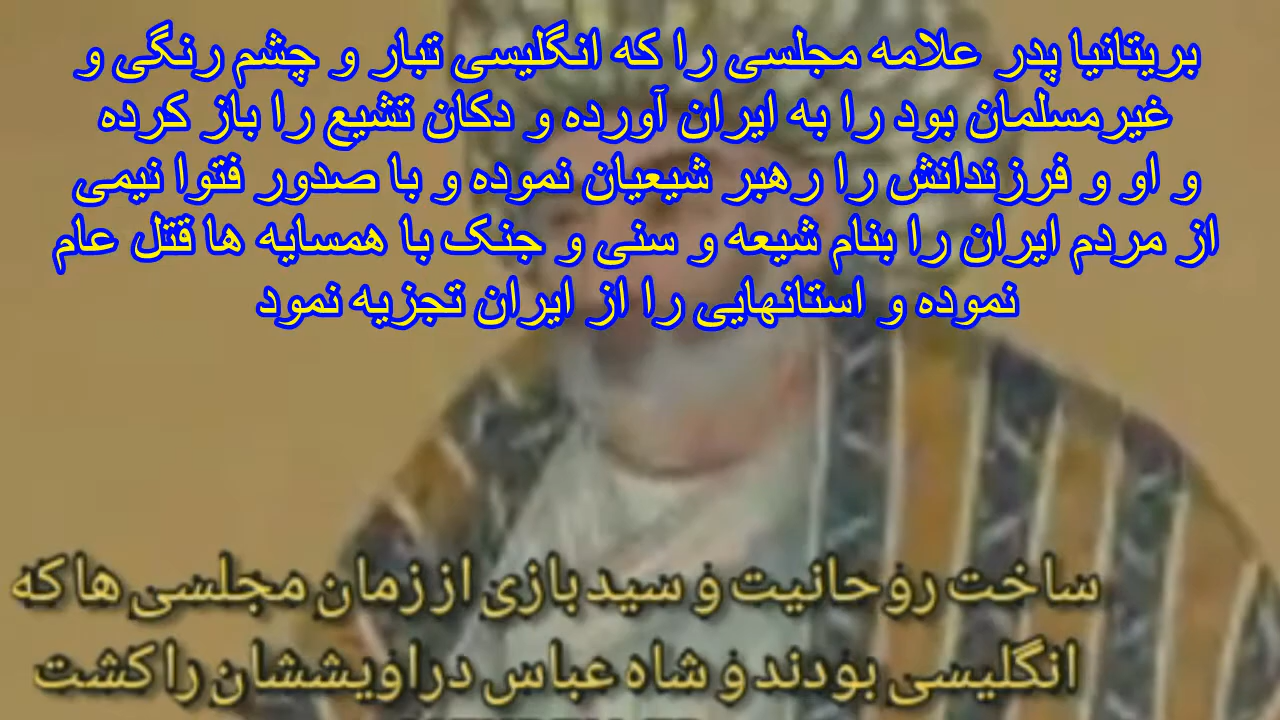 بریتانیا پدر علامه مجلسی را که انگلیسی تبار و چشم رنگی و
غیرمسلمان بود را به ایران آورده و دکان تشیع را باز کرده
و او و فرزندانش را رهبر شیعیان نموده و با صدور فتوا نیمی
از مردم ایران را بنام شیعه و سنی و جنک با همسایه ها قتل عام
نموده و استانهایی را از ایران تجزیه نمود
ساخت روحانیت و سید بازی از زمان مجلسی ها که
انگلیسی بودند و شاه عباس دراویششان را کشت